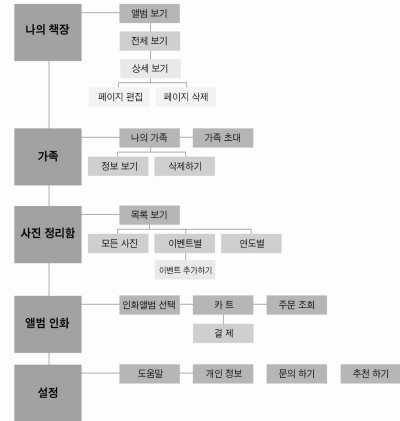 나의 책장
앨범 보기
전체 보기
상세 보기
페이지 편집
페이지 삭제
가족
나의 가족
가족 초대
정보 보기
삭제하기
사진 정리함
목록 보기
모든 사진
이벤트별
연도별
이벤트 추가하기
앨범 인화
인화앨범 선택
카 트
주문 조회
결 제
설정
도움말
개인 정보
문의 하기
추천 하기